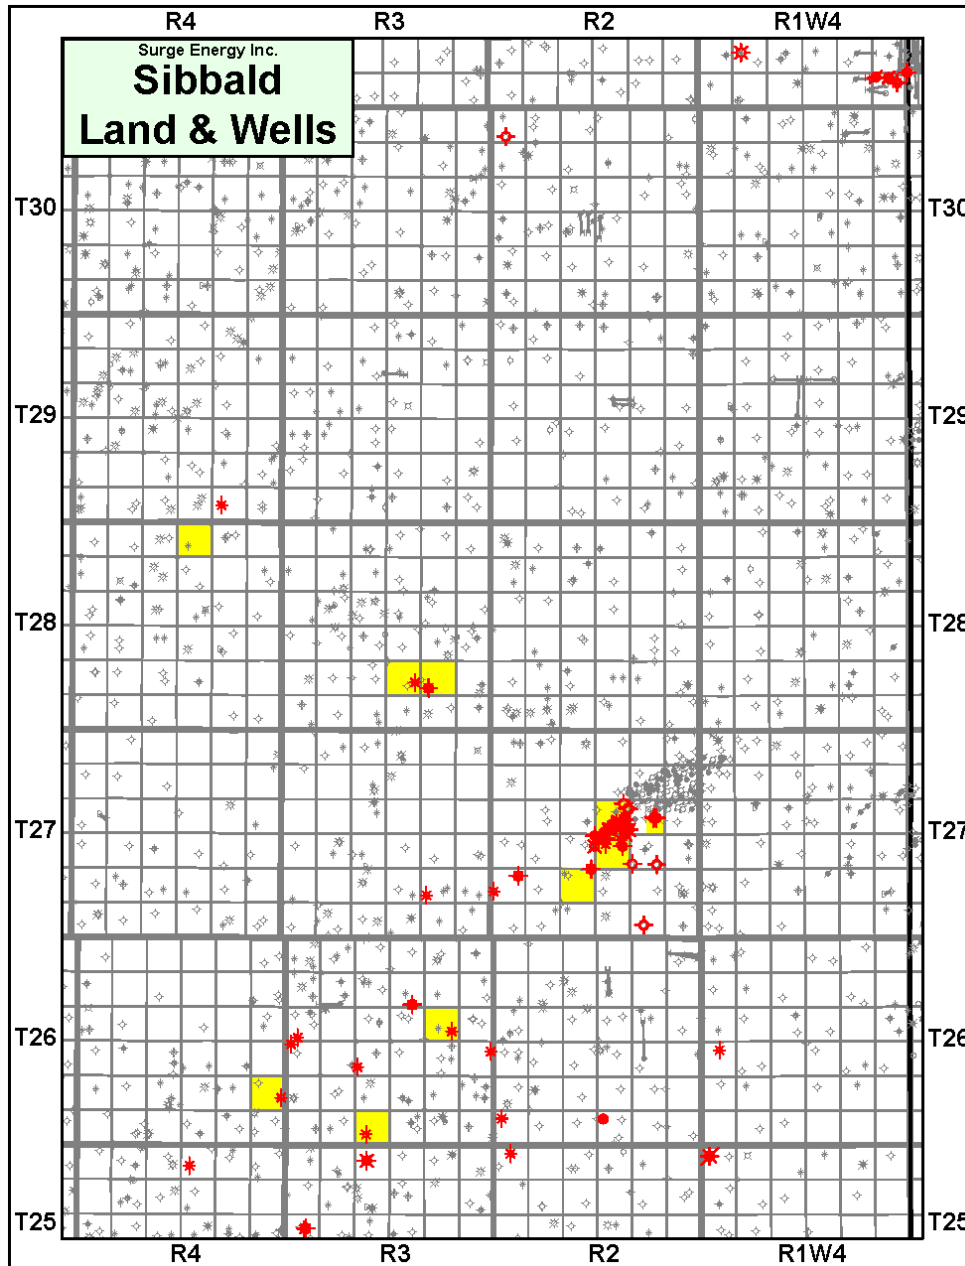 R4 R3 R2 R1W4
Surge Energy Inc.
Sibbald
Land & Wells
T30 T30
T29 T29
T28 T28
T27 T27
T26 T26
T25 T25
R4 R3 R2 R1W4